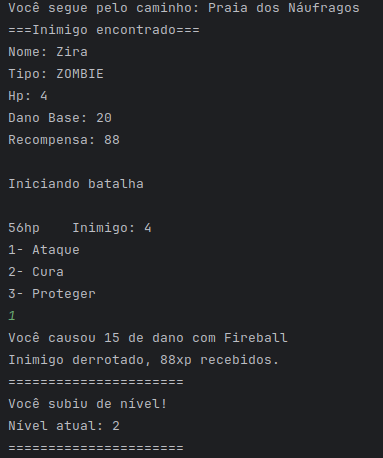 Você segue pelo caminho: Praia dos Náufragos
===Inimigo encontrado===
Nome: Zira
Tipo: ZOMBIE
Hp: 4
Dano Base: 20
Recompensa: 88
Iniciando batalha
56hp    Inimigo: 4
1- Ataque
2- Cura
3- Proteger
1
Você causou 15 de dano com Fireball
Inimigo derrotado, 88xp recebidos.
======================
Você subiu de nível!
Nível atual: 2
======================